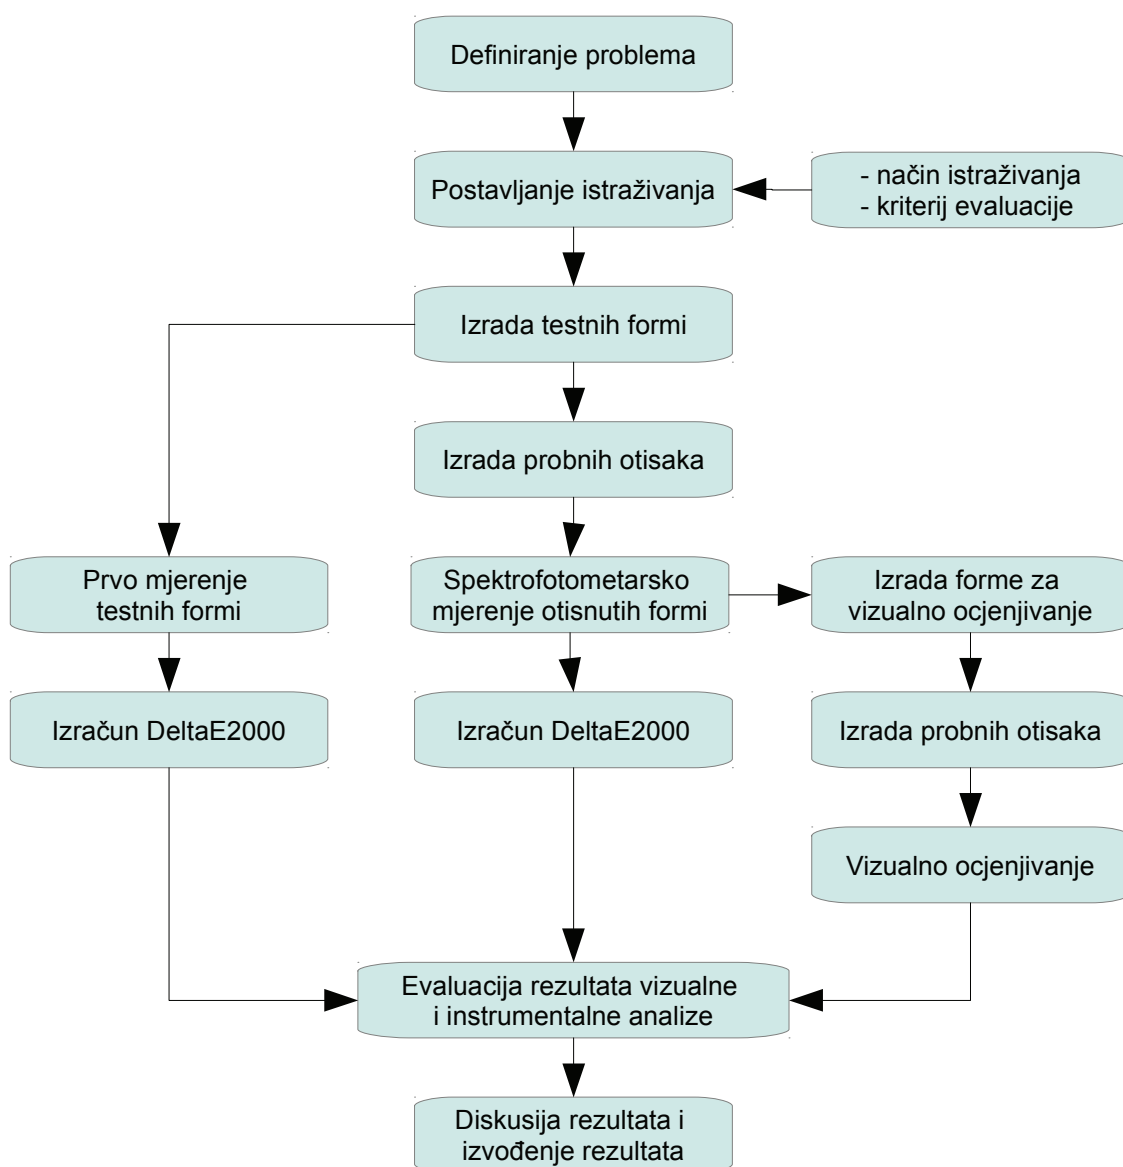 Definiranje problema
Postavljanje istraživanja
- način istraživanja
- kriterij evaluacije
Izrada testnih formi
Izrada probnih otisaka
Prvo mjerenje
testnih formi
Spektrofotometarsko
mjerenje otisnutih formi
Izrada forme za
vizualno ocjenjivanje
Izračun DeltaE2000
Izračun DeltaE2000
Izrada probnih otisaka
Vizualno ocjenjivanje
Evaluacija rezultata vizualne
i instrumentalne analize
Diskusija rezultata i
izvođenje rezultata